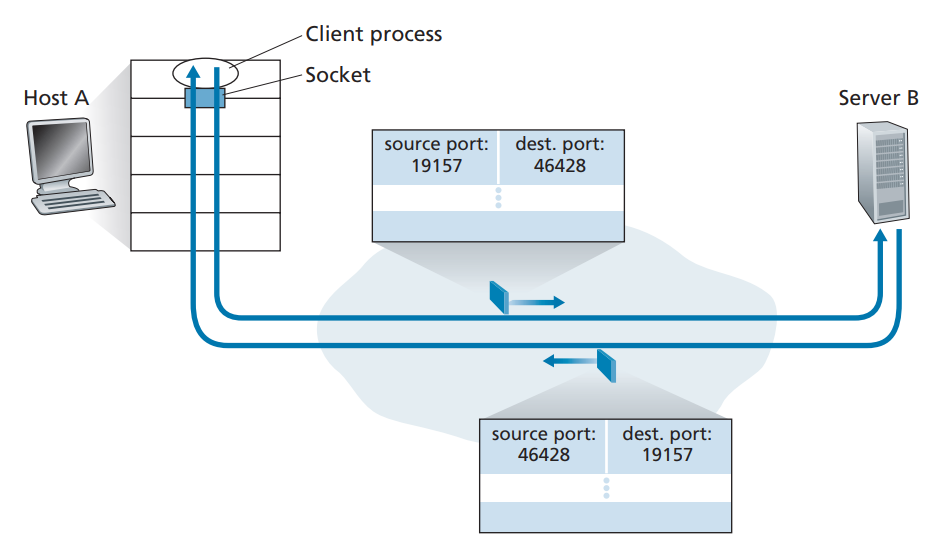 Client process
Socket
Host A
Server B
source port: dest. port:
19157 46428
source port: dest. port:
46428 19157